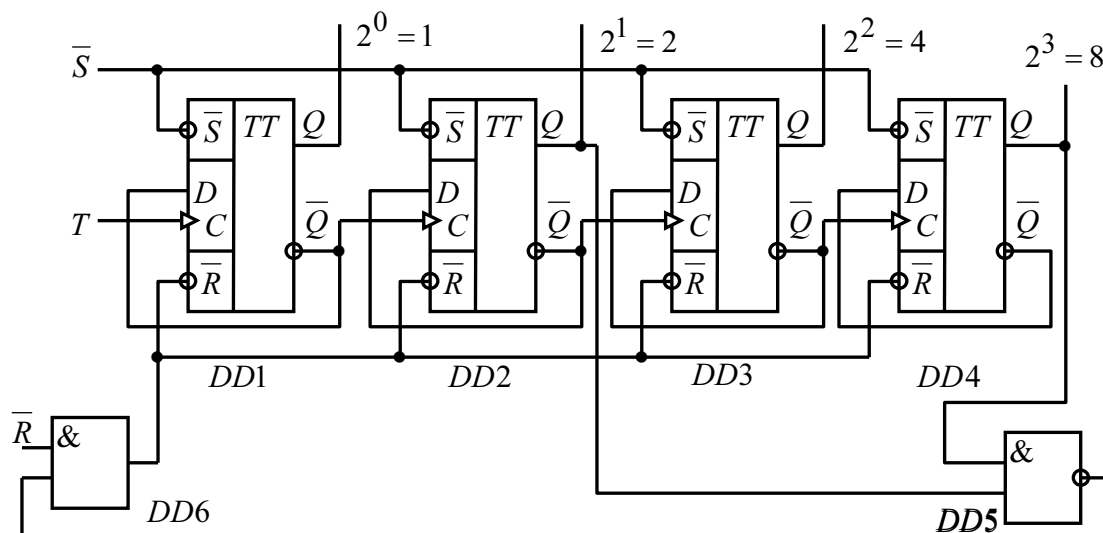 2⁰ = 1
2¹ = 2
2² = 4
2³ = 8
S̅
S̅ TT Q
S̅ TT Q
S̅ TT Q
S̅ TT Q
D
D
D
D
T
C Q̅
C Q̅
C Q̅
C Q̅
R̅
R̅
R̅
R̅
DD1
DD2
DD3
DD4
R̅ &
&
DD6
DD5